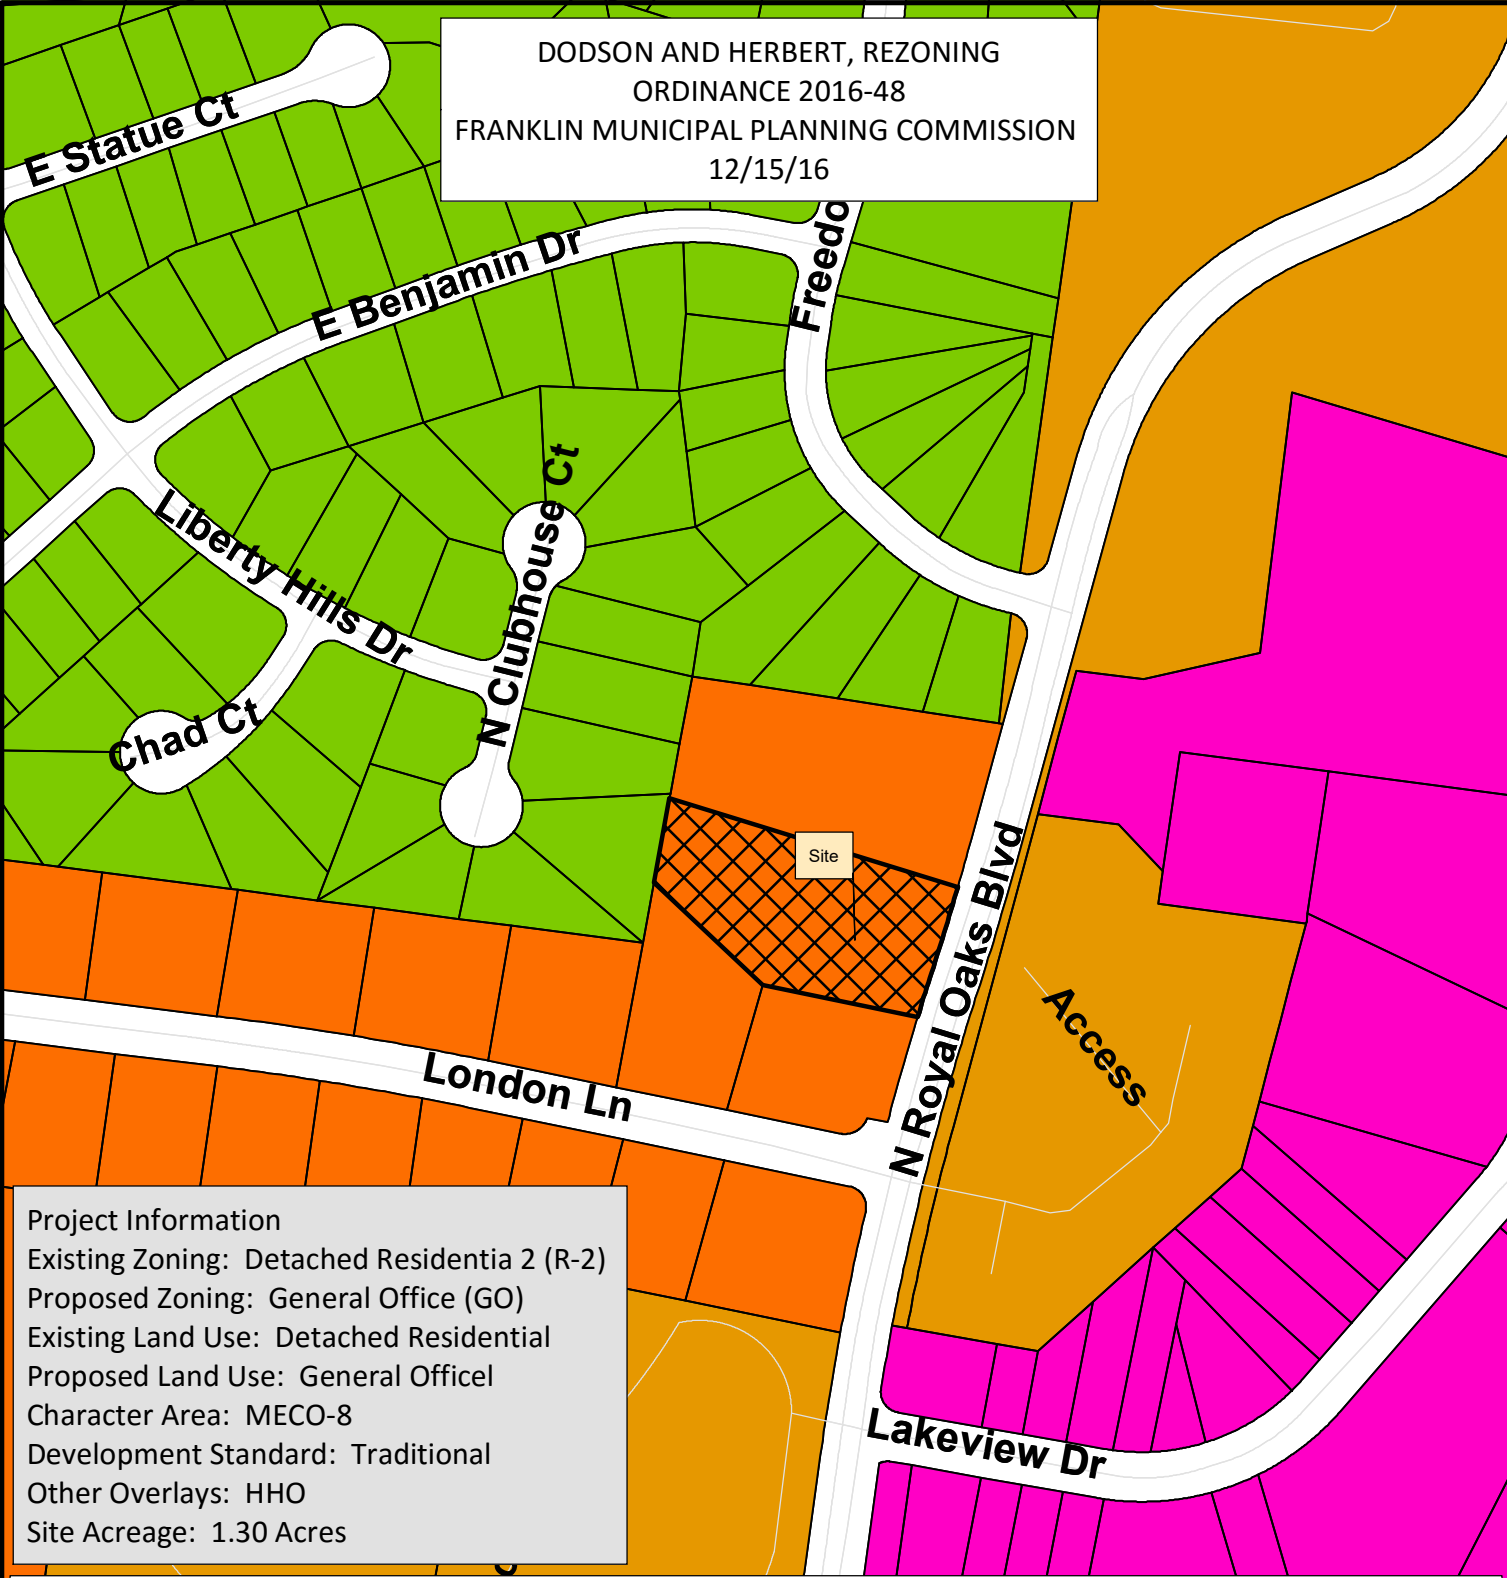 DODSON AND HERBERT, REZONING
ORDINANCE 2016-48
FRANKLIN MUNICIPAL PLANNING COMMISSION
12/15/16
E Statue Ct
E Benjamin Dr
Freedo
Liberty Hills Dr
N Clubhouse Ct
Chad Ct
Site
N Royal Oaks Blvd
Access
London Ln
Lakeview Dr
Project Information
Existing Zoning: Detached Residentia 2 (R-2)
Proposed Zoning: General Office (GO)
Existing Land Use: Detached Residential
Proposed Land Use: General Officel
Character Area: MECO-8
Development Standard: Traditional
Other Overlays: HHO
Site Acreage: 1.30 Acres